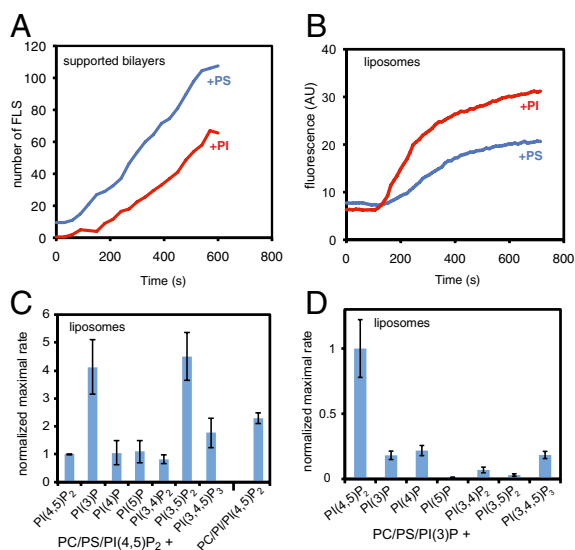 A
supported bilayers
number of FLS
120
100
80
60
40
20
0
+PS
+PI
0 200 400 600 800
Time (s)
B
liposomes
fluorescence (AU)
40
30
20
10
0
+PI
+PS
0 200 400 600 800
Time (s)
C
liposomes
normalized maximal rate
6
5
4
3
2
1
0
PI(4,5)P₂
PI(3)P
PI(4)P
PI(5)P
PI(3,4)P₂
PI(3,5)P₂
PI(3,4,5)P₃
PC/PI/PI(4,5)P₂
PC/PS/PI(4,5)P₂ +
D
liposomes
normalized maximal rate
1
0.5
0
PI(4,5)P₂
PI(3)P
PI(4)P
PI(5)P
PI(3,4)P₂
PI(3,5)P₂
PI(3,4,5)P₃
PC/PS/PI(3)P +